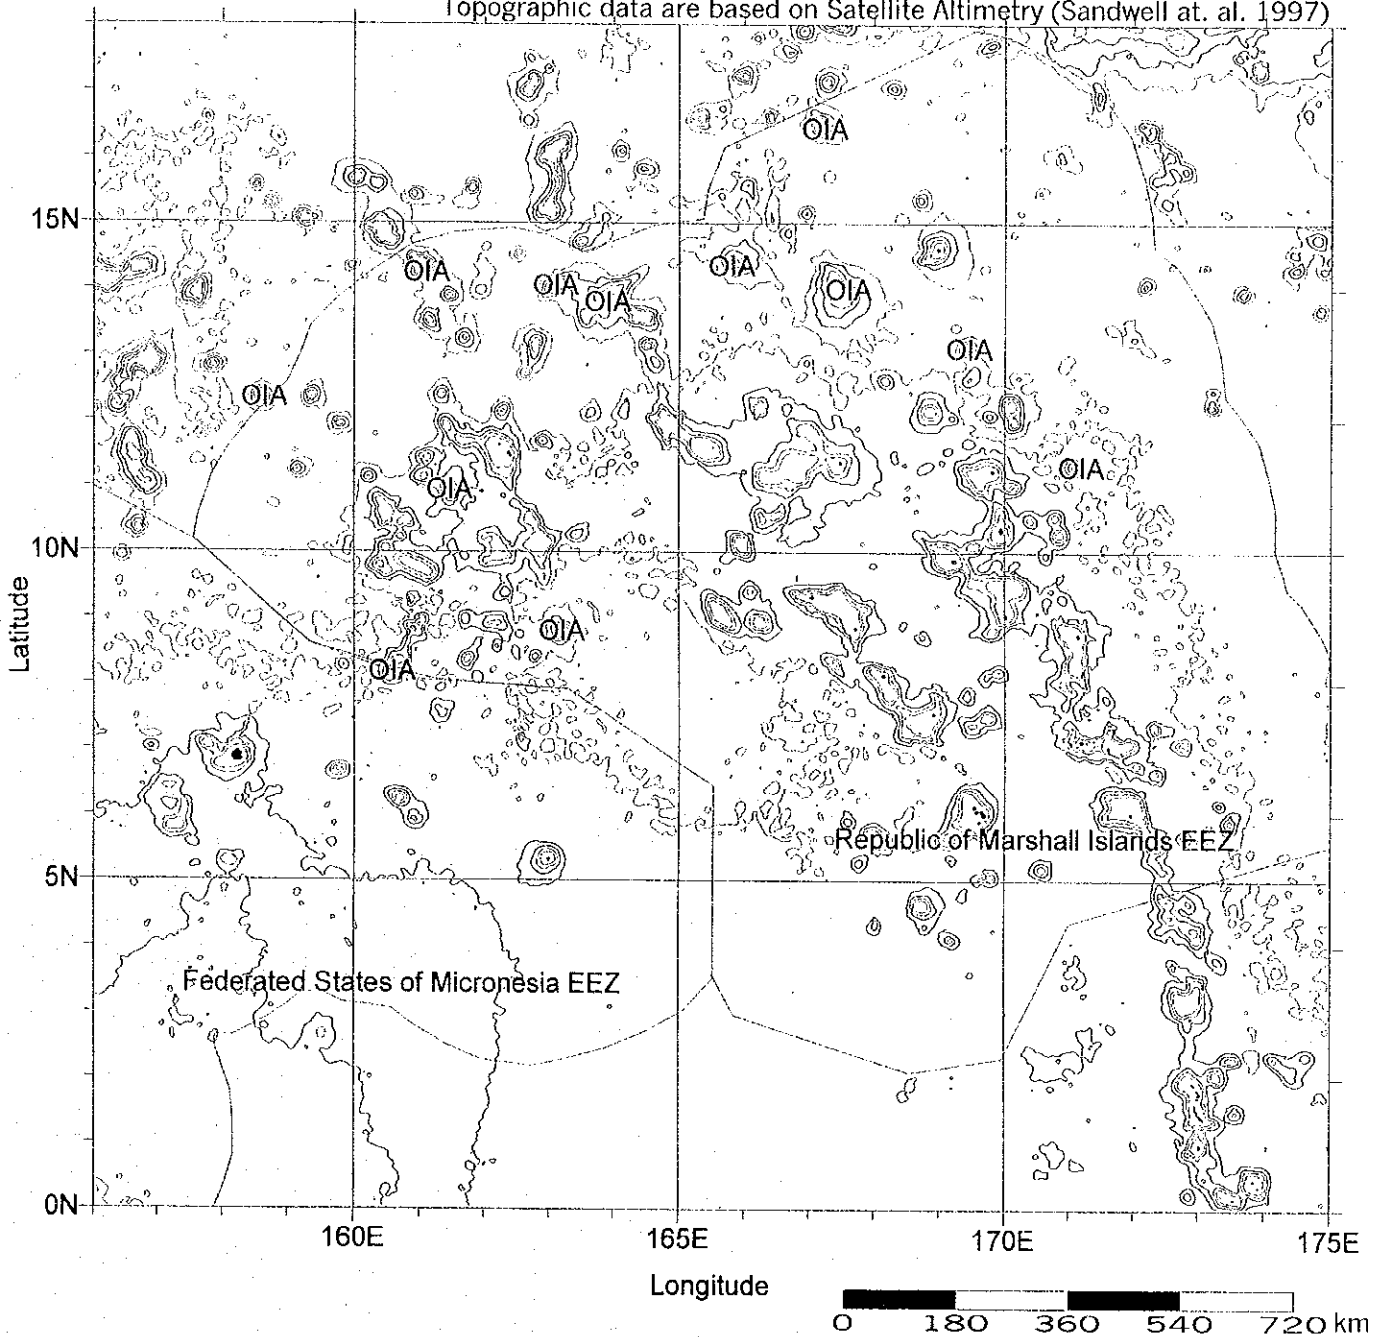 Topographic data are based on Satellite Altimetry (Sandwell at. al. 1997)
OIA
15N
OIA
OIA
OIA
OIA
OIA
OIA
OIA
OIA
OIA
10N
OIA
OIA
Latitude
Republic of Marshall Islands EEZ
5N
Federated States of Micronesia EEZ
0N
160E 165E 170E 175E
Longitude
0 180 360 540 720 km